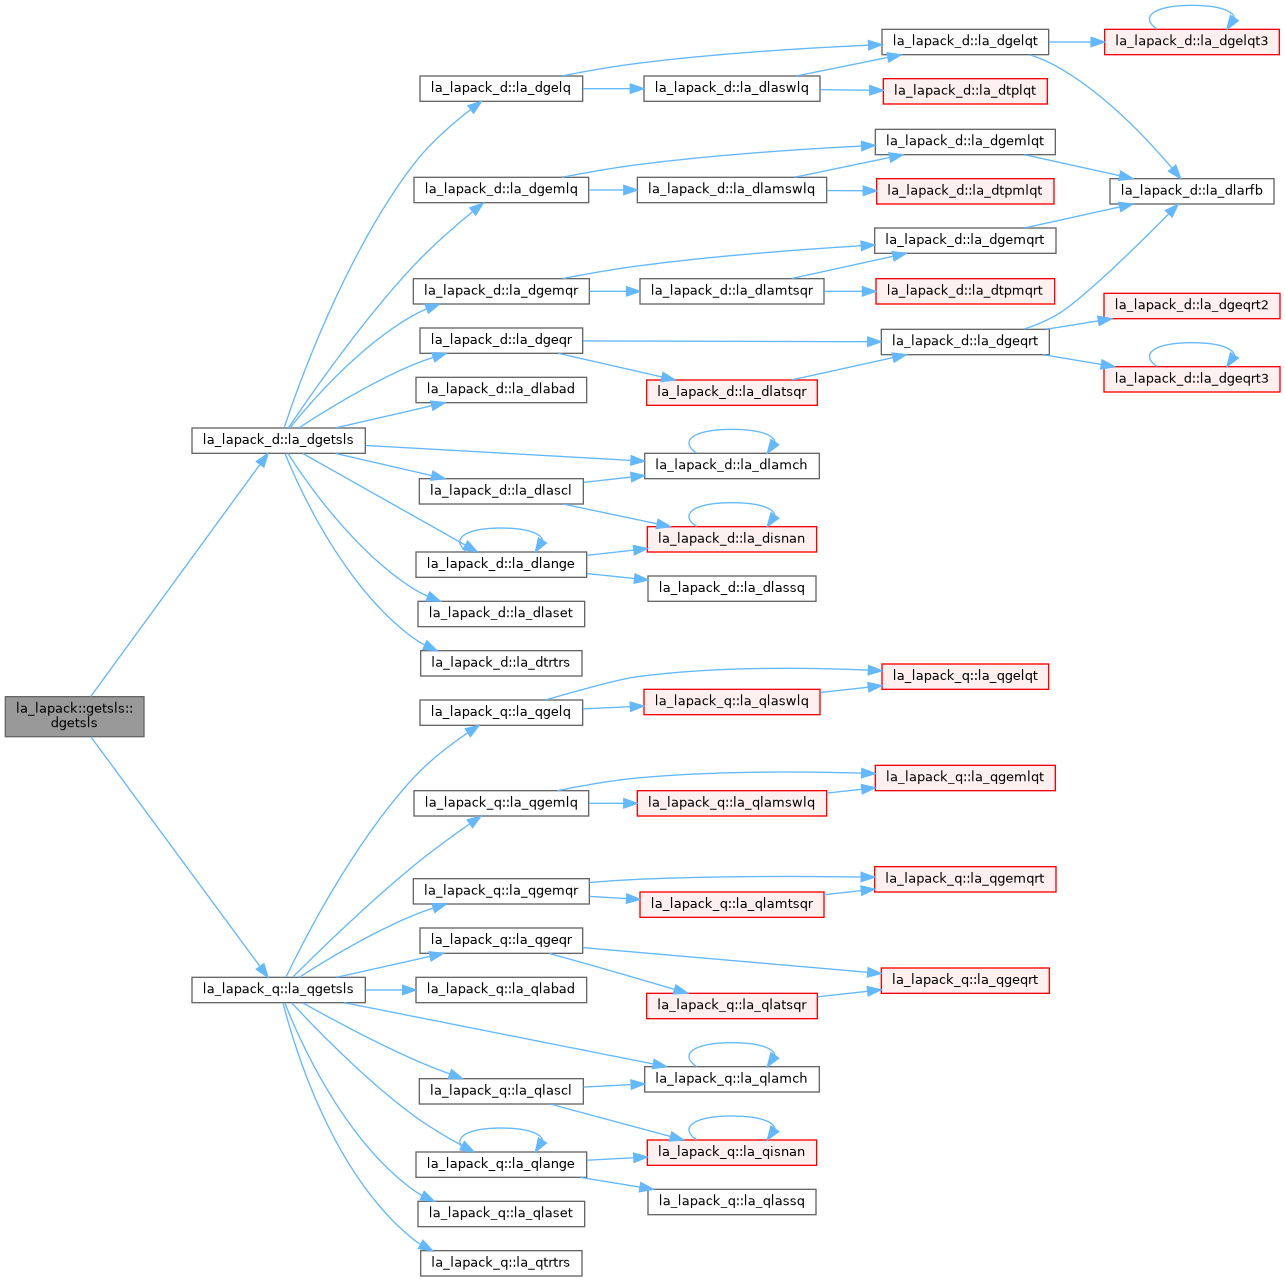 la_lapack::getsls::
dgetsls
la_lapack_d::la_dgetsls
la_lapack_d::la_dgelq
la_lapack_d::la_dgelqt
la_lapack_d::la_dgelqt3
la_lapack_d::la_dlaswlq
la_lapack_d::la_dtplqt
la_lapack_d::la_dlarfb
la_lapack_d::la_dgemlq
la_lapack_d::la_dgemlqt
la_lapack_d::la_dlamswlq
la_lapack_d::la_dtpmlqt
la_lapack_d::la_dgemqr
la_lapack_d::la_dgemqrt
la_lapack_d::la_dlamtsqr
la_lapack_d::la_dtpmqrt
la_lapack_d::la_dgeqr
la_lapack_d::la_dgeqrt
la_lapack_d::la_dgeqrt2
la_lapack_d::la_dgeqrt3
la_lapack_d::la_dlatsqr
la_lapack_d::la_dlabad
la_lapack_d::la_dlamch
la_lapack_d::la_dlascl
la_lapack_d::la_disnan
la_lapack_d::la_dlange
la_lapack_d::la_dlassq
la_lapack_d::la_dlaset
la_lapack_d::la_dtrtrs
la_lapack_q::la_qgetsls
la_lapack_q::la_qgelq
la_lapack_q::la_qgelqt
la_lapack_q::la_qlaswlq
la_lapack_q::la_qgemlq
la_lapack_q::la_qgemlqt
la_lapack_q::la_qlamswlq
la_lapack_q::la_qgemqr
la_lapack_q::la_qgemqrt
la_lapack_q::la_qlamtsqr
la_lapack_q::la_qgeqr
la_lapack_q::la_qgeqrt
la_lapack_q::la_qlatsqr
la_lapack_q::la_qlabad
la_lapack_q::la_qlamch
la_lapack_q::la_qlascl
la_lapack_q::la_qisnan
la_lapack_q::la_qlange
la_lapack_q::la_qlassq
la_lapack_q::la_qlaset
la_lapack_q::la_qtrtrs